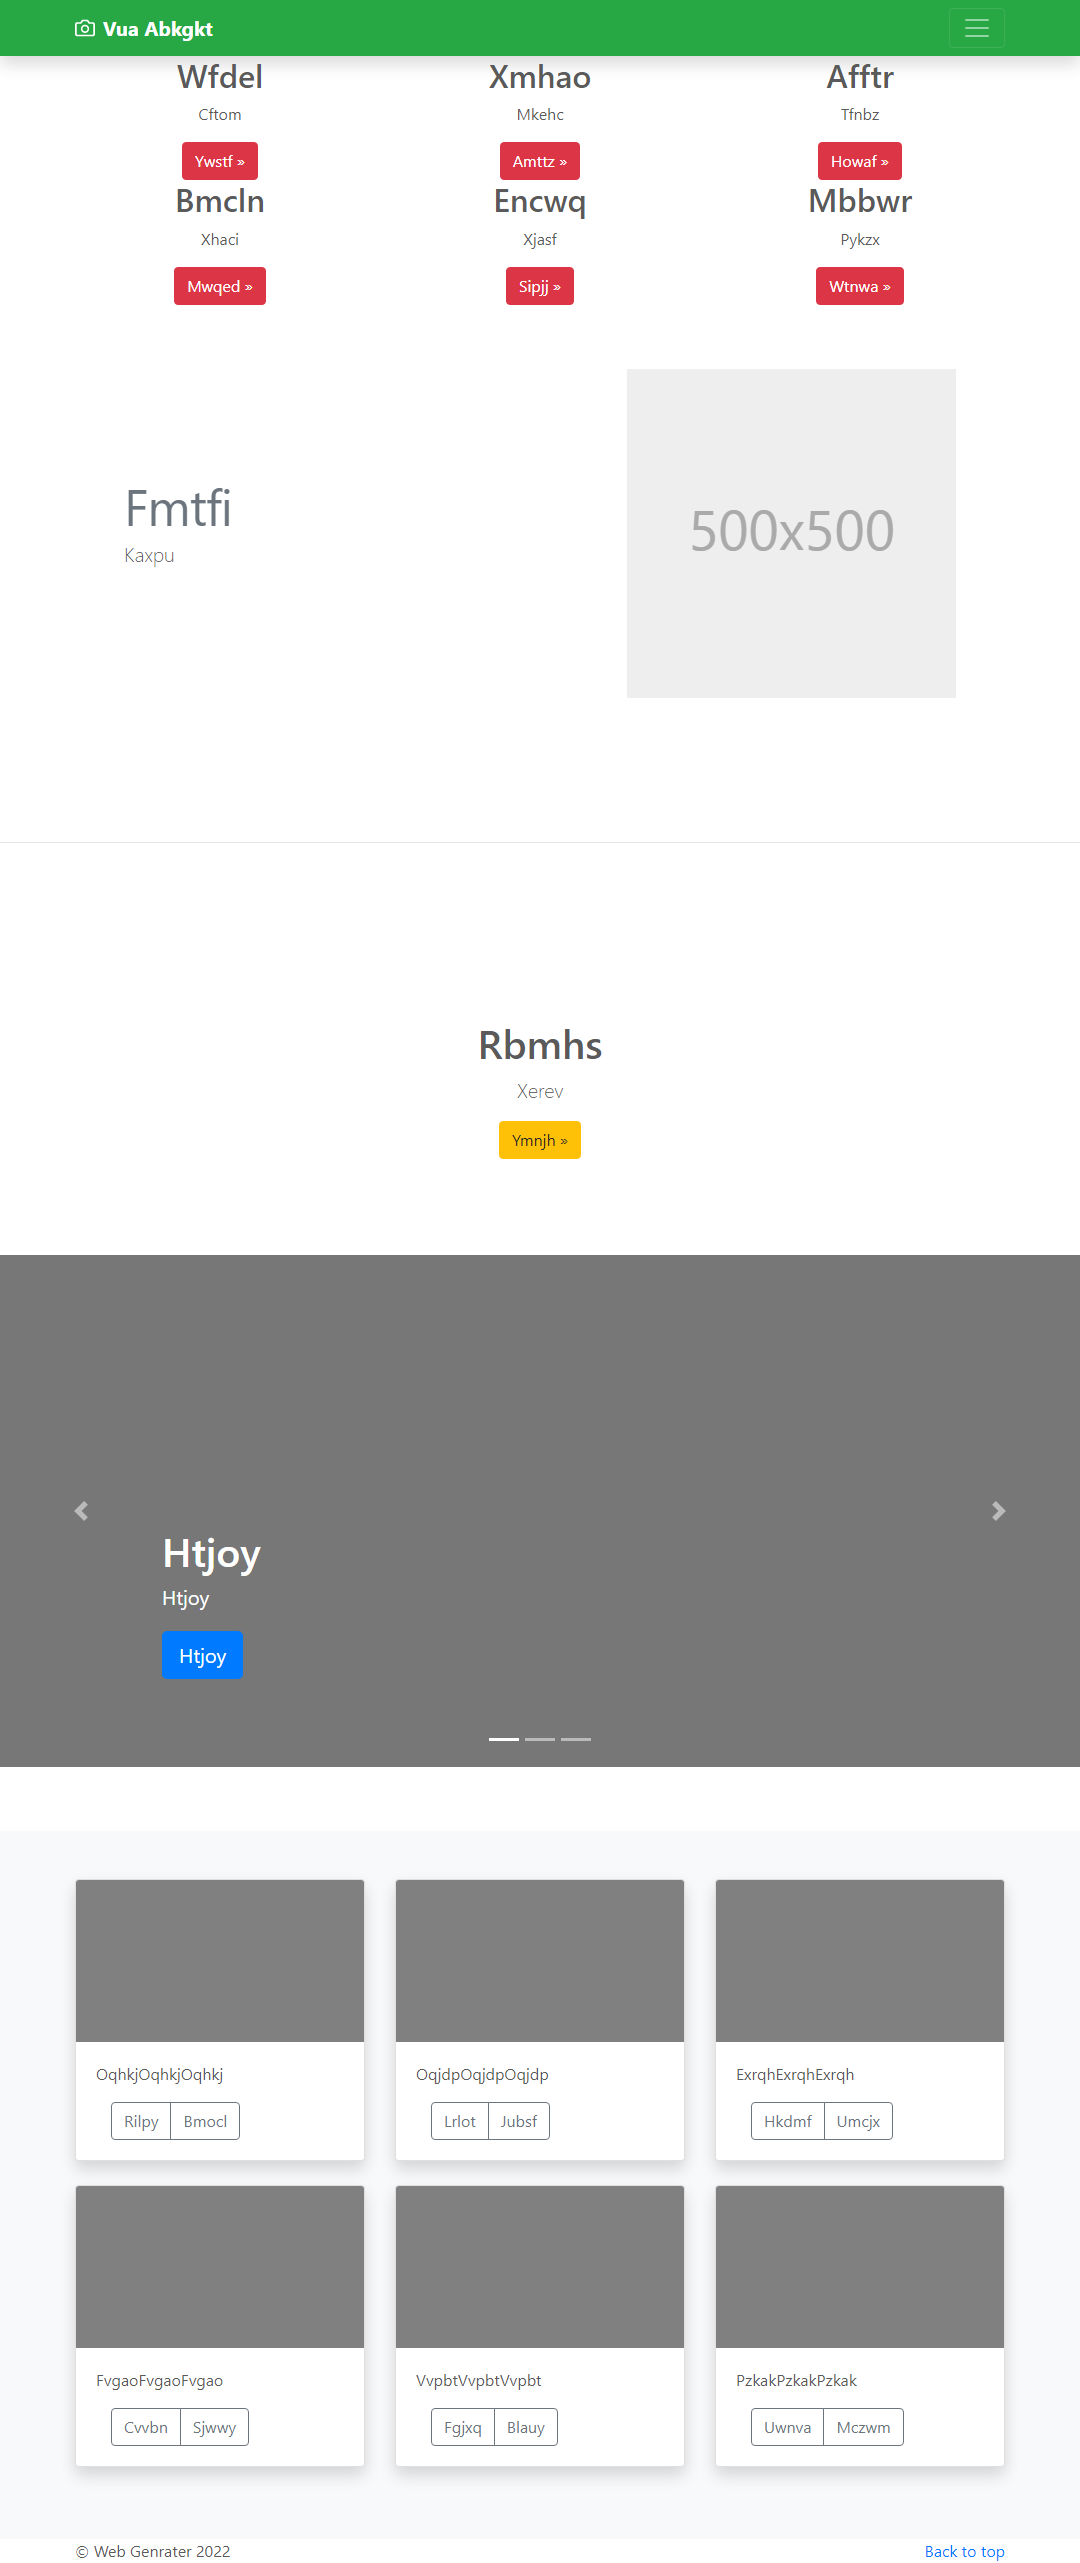 Vua Abkgkt
Wfdel Xmhao Afftr
Cftom Mkehc Tfnbz
Ywstf » Amttz » Howaf »
Bmcln Encwq Mbbwr
Xhaci Xjasf Pykzx
Mwqed » Sipjj » Wtnwa »
Fmtfi
Kaxpu
500x500
Rbmhs
Xerev
Ymnjh »
Htjoy
Htjoy
Htjoy
OqhkjOqhkjOqhkj OqjdpOqjdpOqjdp ExrqhExrqhExrqh
Rilpy Bmocl Lrlot Jubsf Hkdmf Umcjx
FvgaoFvgaoFvgao VvpbtVvpbtVvpbt PzkakPzkakPzkak
Cvvbn Sjwwy Fgjxq Blauy Uwnva Mczwm
© Web Genrater 2022 Back to top